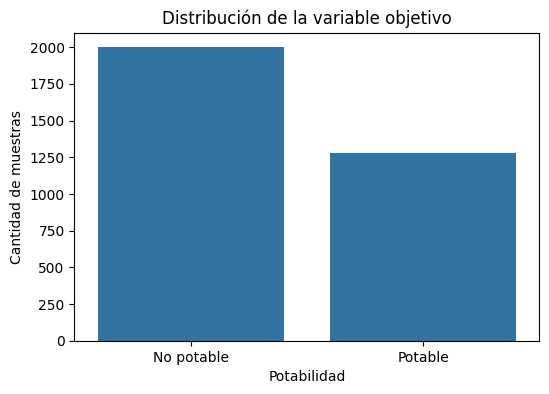 Distribución de la variable objetivo
Cantidad de muestras
2000
1750
1500
1250
1000
750
500
250
0
No potable
Potable
Potabilidad